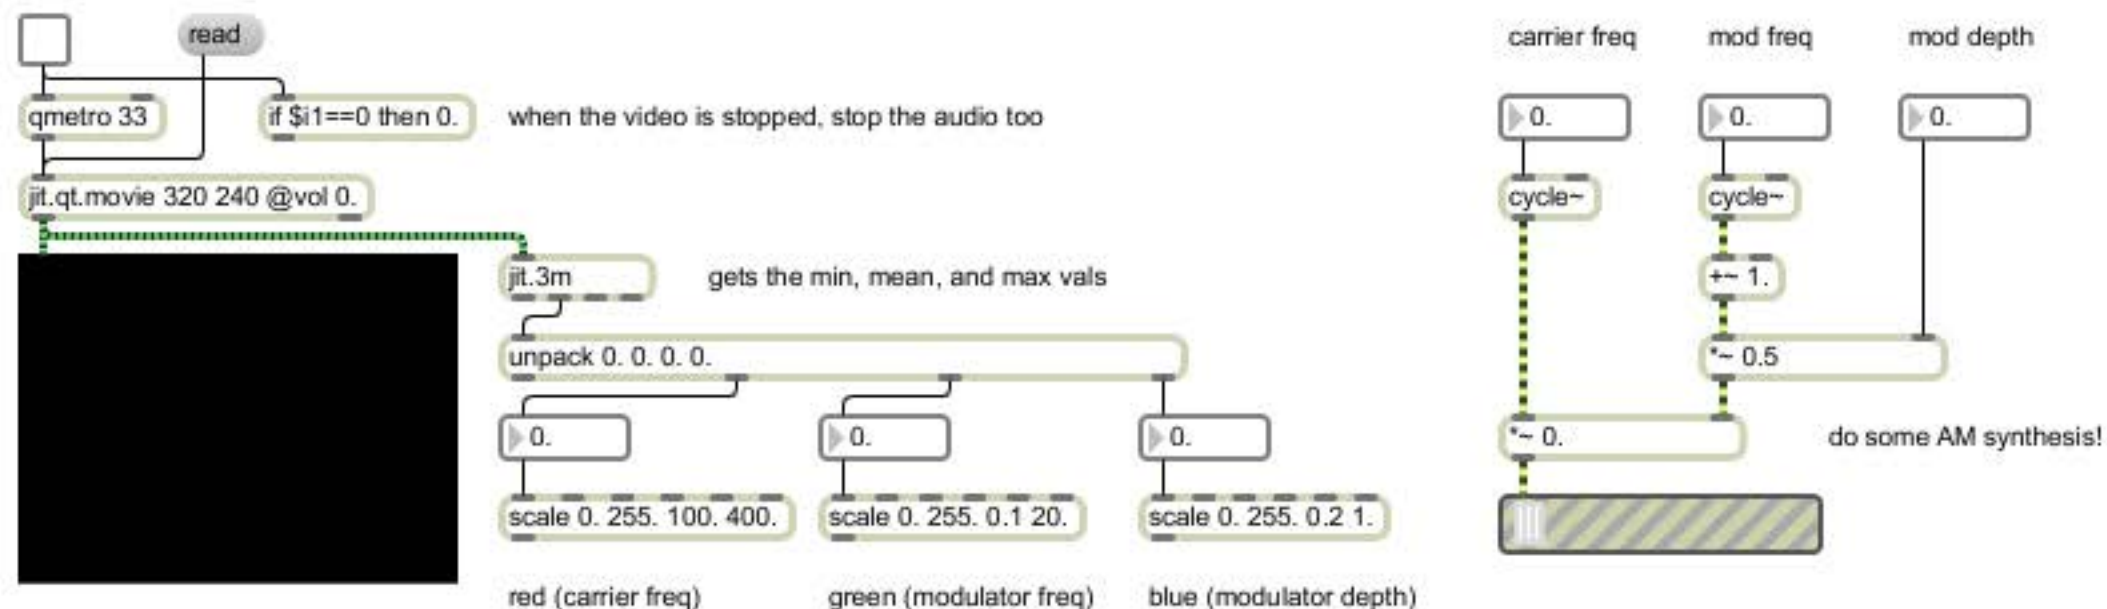 read
carrier freq
mod freq
mod depth
qmetro 33
if $i1==0 then 0.
when the video is stopped, stop the audio too
0.
0.
0.
jit.qt.movie 320 240 @vol 0.
cycle~
cycle~
jit.3m
gets the min, mean, and max vals
+~ 1.
unpack 0. 0. 0. 0.
*~ 0.5
0.
0.
0.
*~ 0.
do some AM synthesis!
scale 0. 255. 100. 400.
scale 0. 255. 0.1 20.
scale 0. 255. 0.2 1.
red (carrier freq)
green (modulator freq)
blue (modulator depth)